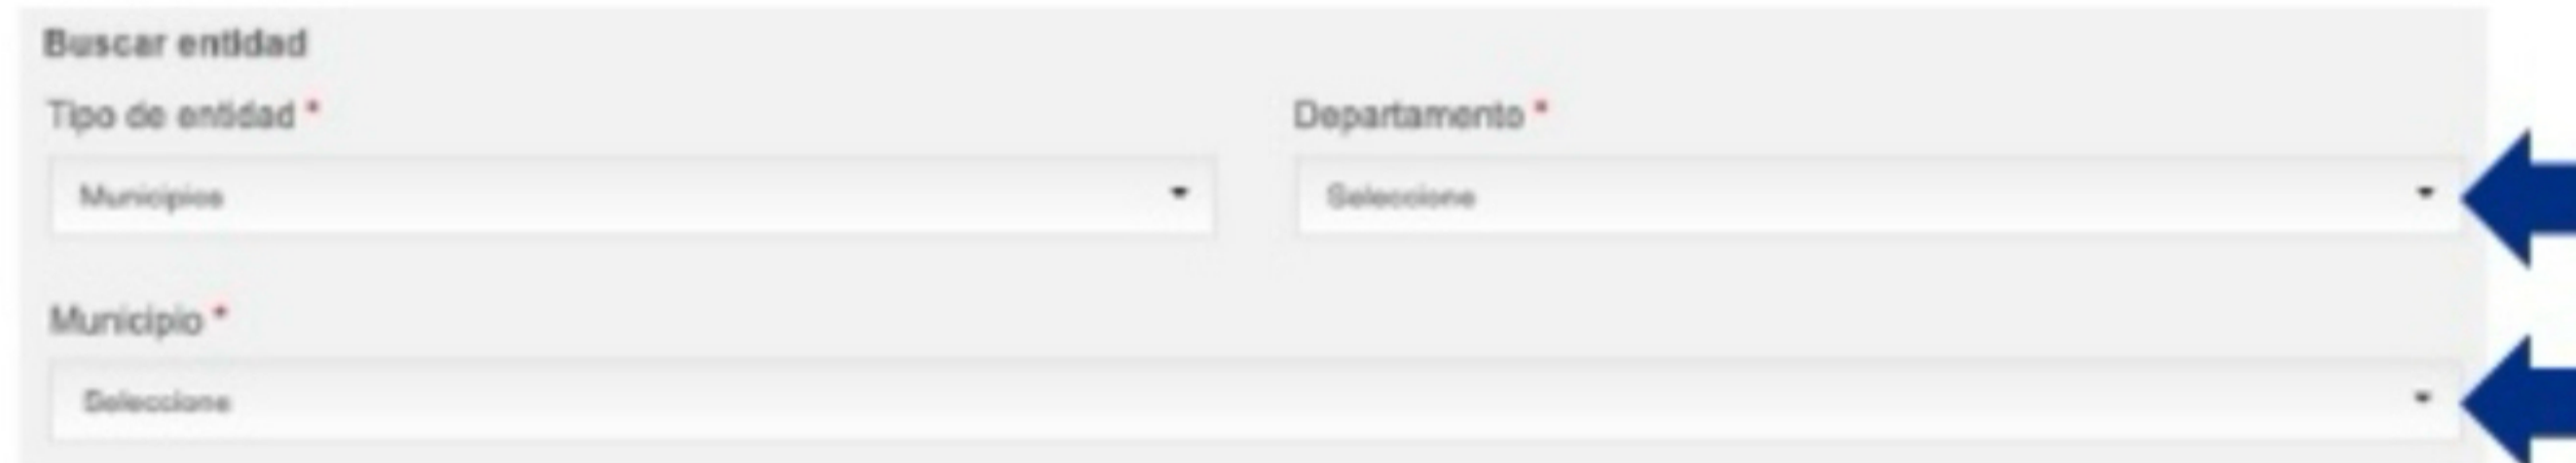 Buscar entidad
Tipo de entidad * Departamento *
Municipios Seleccione
Municipio *
Seleccione